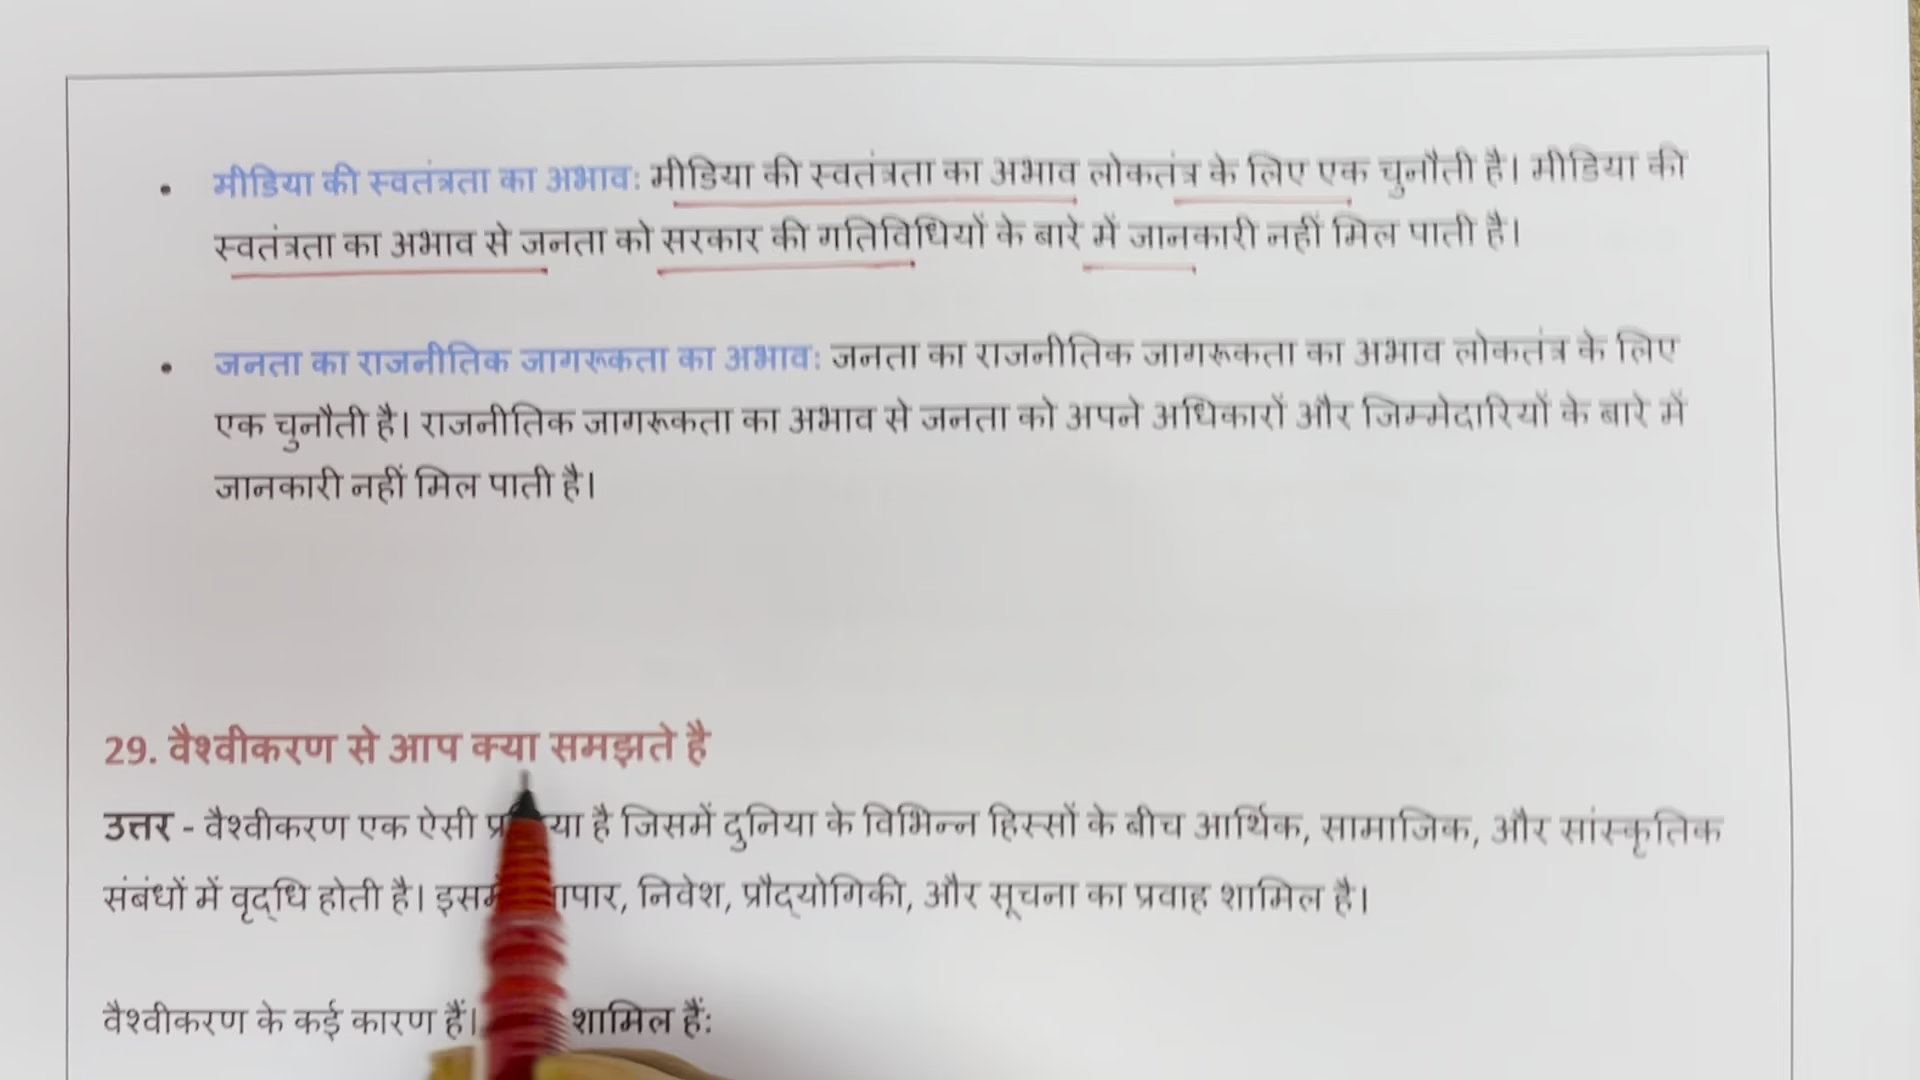 • मीडिया की स्वतंत्रता का अभाव: मीडिया की स्वतंत्रता का अभाव लोकतंत्र के लिए एक चुनौती है। मीडिया की
स्वतंत्रता का अभाव से जनता को सरकार की गतिविधियों के बारे में जानकारी नहीं मिल पाती है।
• जनता का राजनीतिक जागरूकता का अभाव: जनता का राजनीतिक जागरूकता का अभाव लोकतंत्र के लिए
एक चुनौती है। राजनीतिक जागरूकता का अभाव से जनता को अपने अधिकारों और जिम्मेदारियों के बारे में
जानकारी नहीं मिल पाती है।
29. वैश्वीकरण से आप क्या समझते है
उत्तर - वैश्वीकरण एक ऐसी है जिसमें दुनिया के विभिन्न हिस्सों के बीच आर्थिक, सामाजिक, और सांस्कृतिक
संबंधों में वृद्धि होती है। निवेश, प्रौद्योगिकी, और सूचना का प्रवाह शामिल है।
वैश्वीकरण के कई कारण हैं। शामिल हैं: